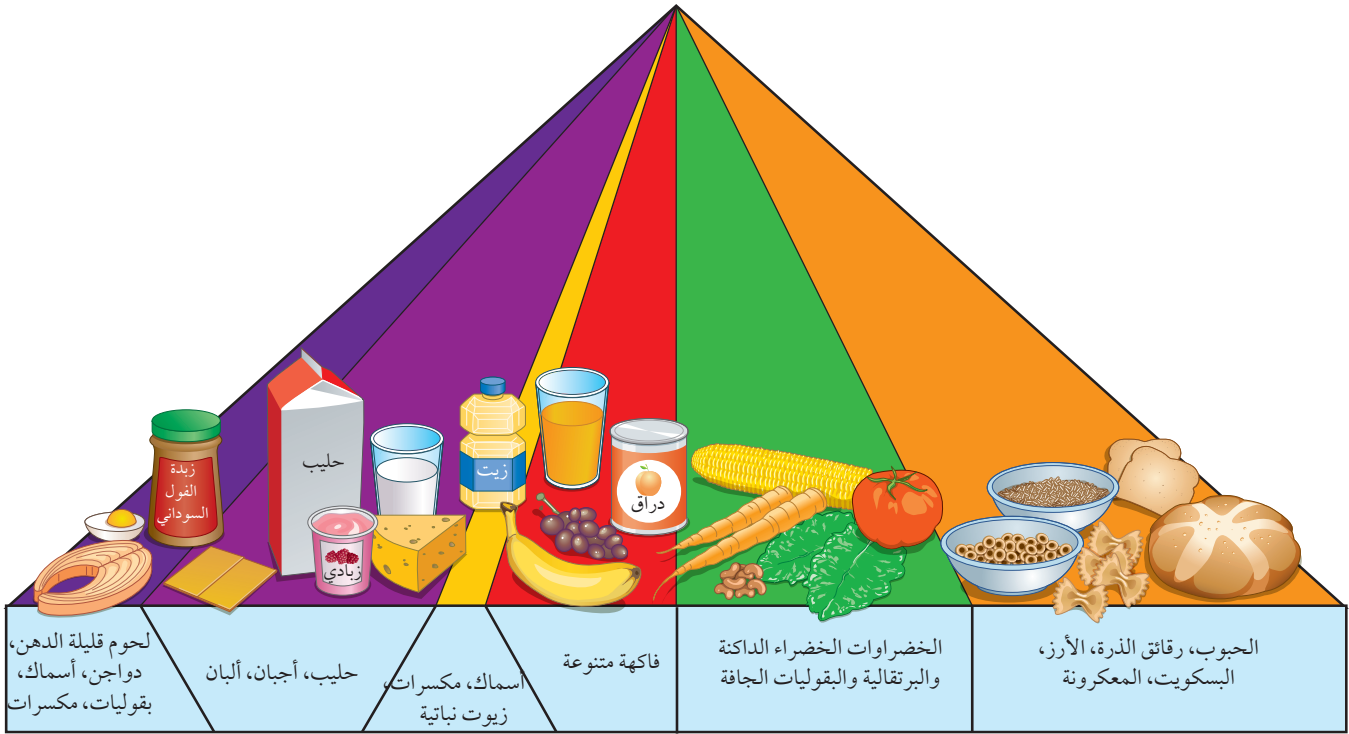 حليب
زبدة
الفول
السوداني
زبادي
زيت
دراق
الحبوب، رقائق الذرة، الأرز،
البسكويت، المعكرونة
الخضراوات الخضراء الداكنة
والبرتقالية والبقوليات الجافة
فاكهة متنوعة
أسماك، مكسرات،
زيوت نباتية
حليب، أجبان، ألبان
لحوم قليلة الدهن،
دواجن، أسماك،
بقوليات، مكسرات